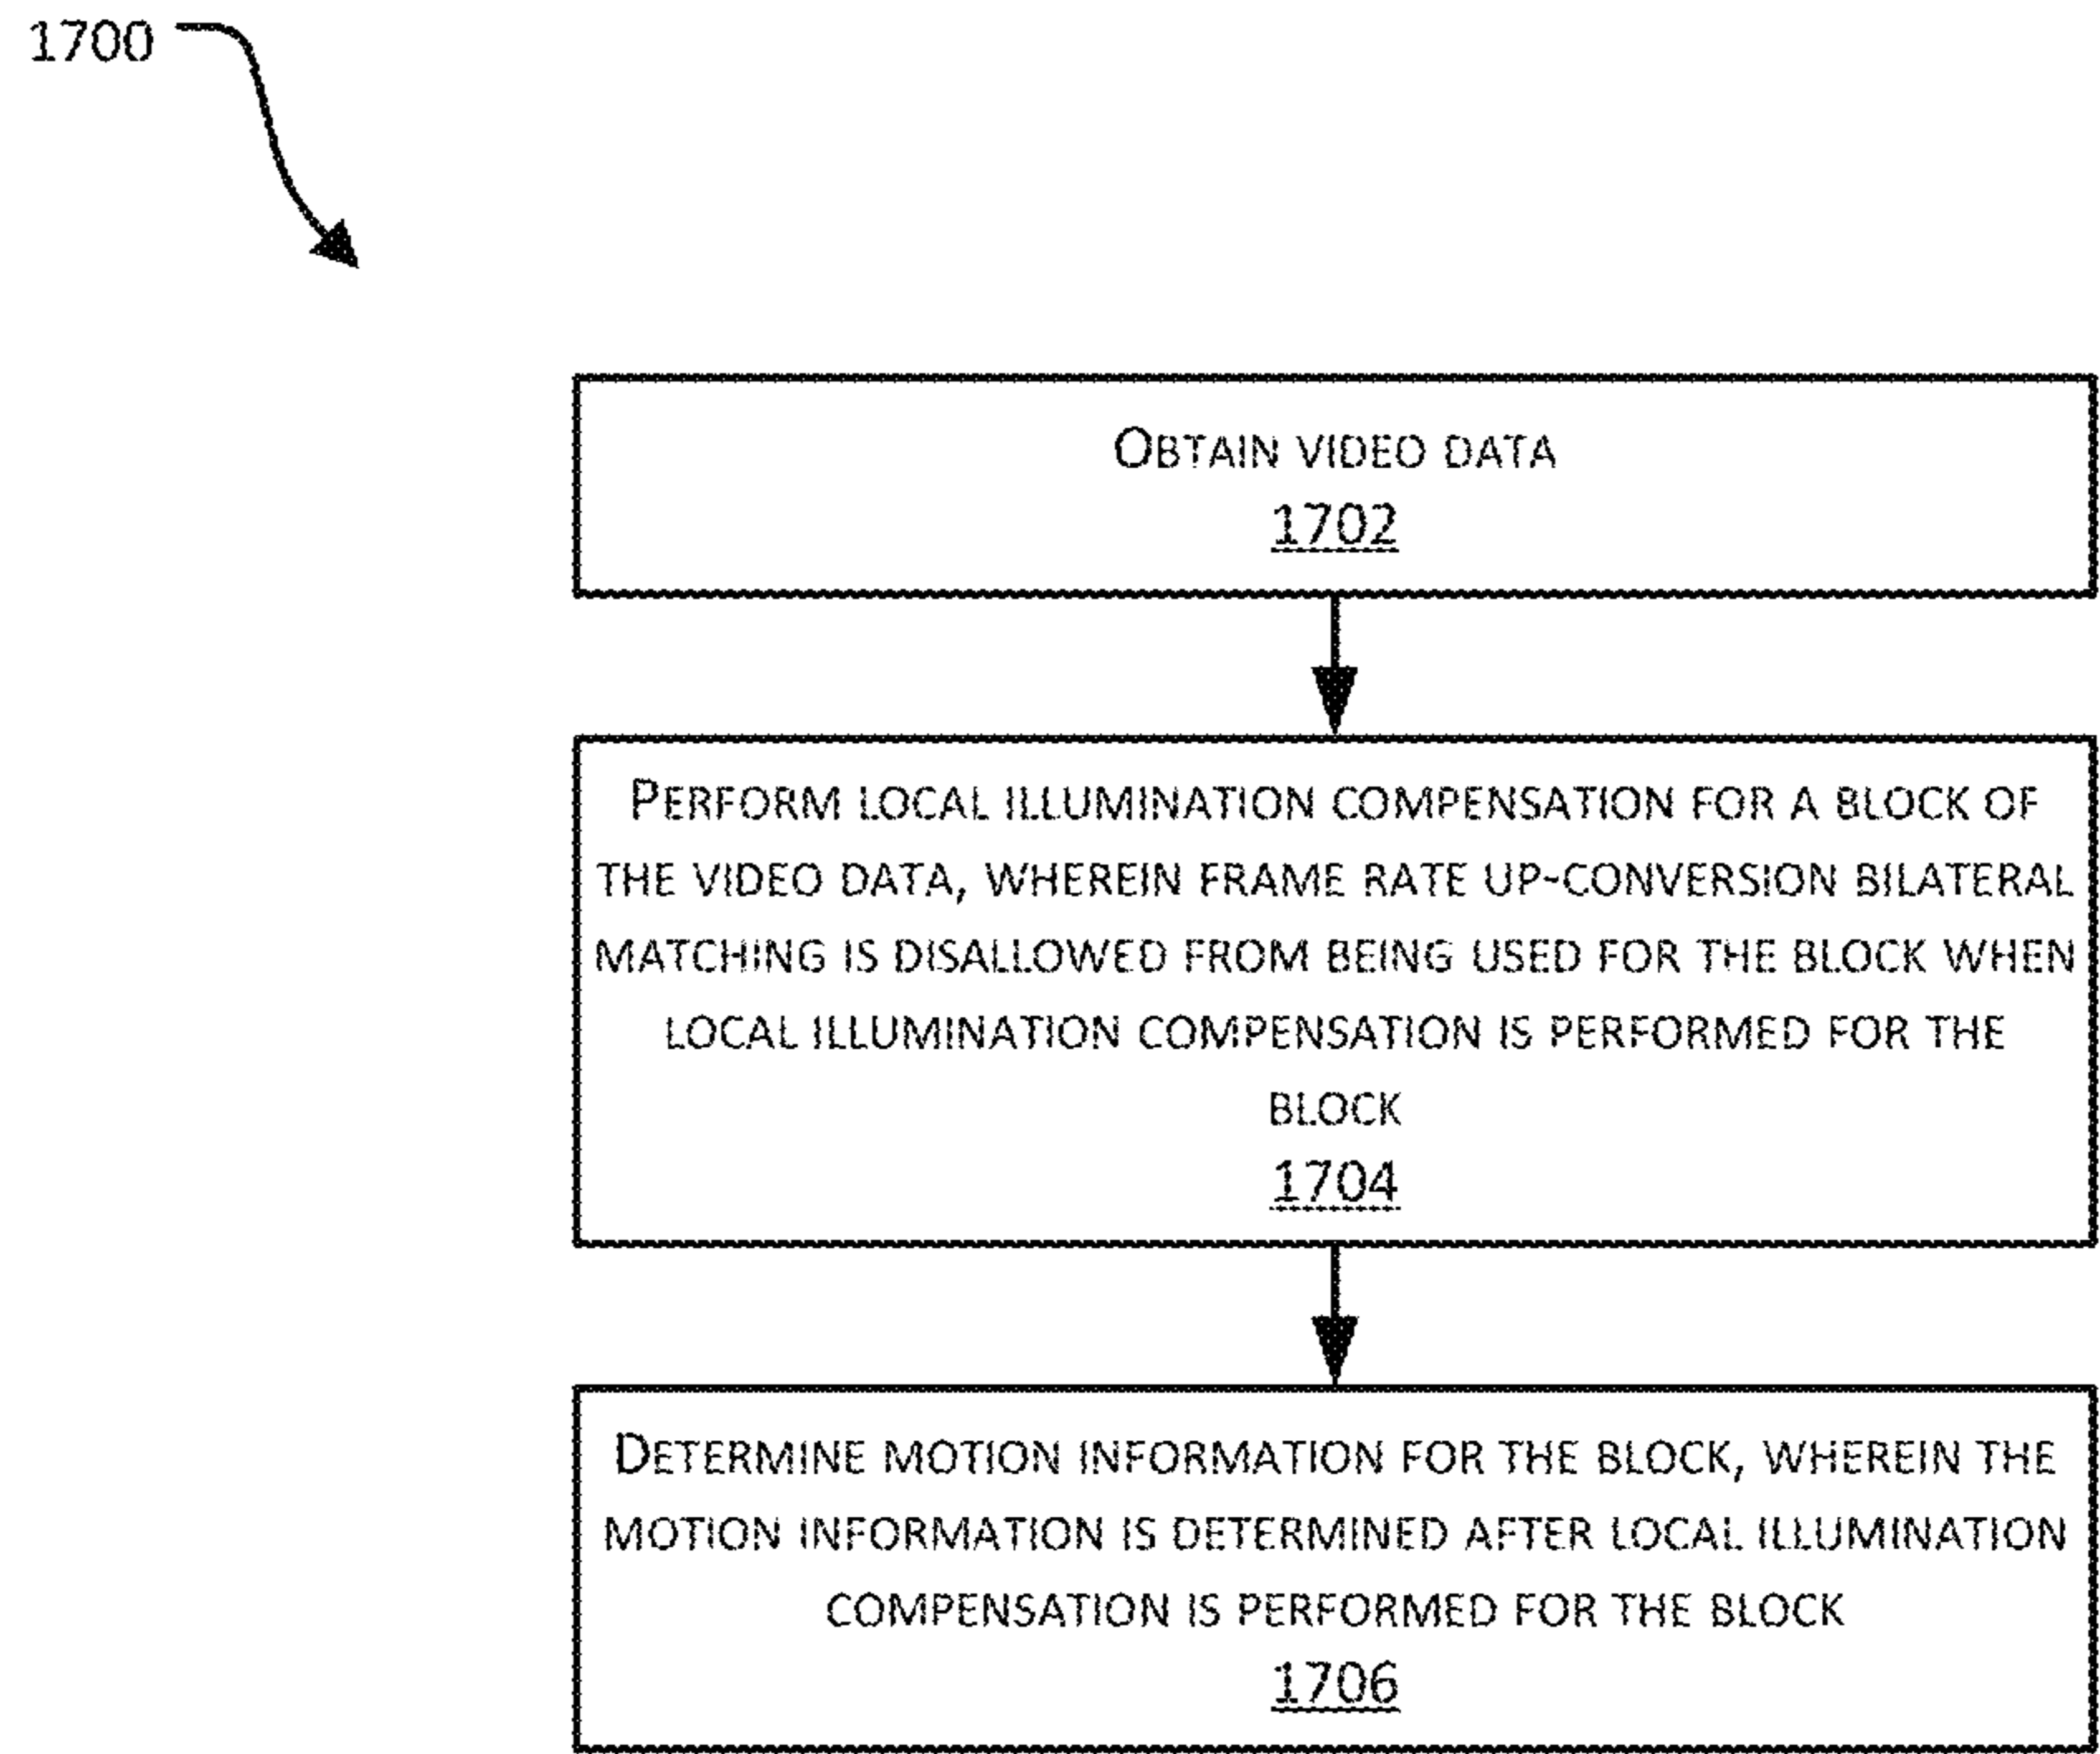 1700
OBTAIN VIDEO DATA
1702
PERFORM LOCAL ILLUMINATION COMPENSATION FOR A BLOCK OF
THE VIDEO DATA, WHEREIN FRAME RATE UP-CONVERSION BILATERAL
MATCHING IS DISALLOWED FROM BEING USED FOR THE BLOCK WHEN
LOCAL ILLUMINATION COMPENSATION IS PERFORMED FOR THE
BLOCK
1704
DETERMINE MOTION INFORMATION FOR THE BLOCK, WHEREIN THE
MOTION INFORMATION IS DETERMINED AFTER LOCAL ILLUMINATION
COMPENSATION IS PERFORMED FOR THE BLOCK
1706